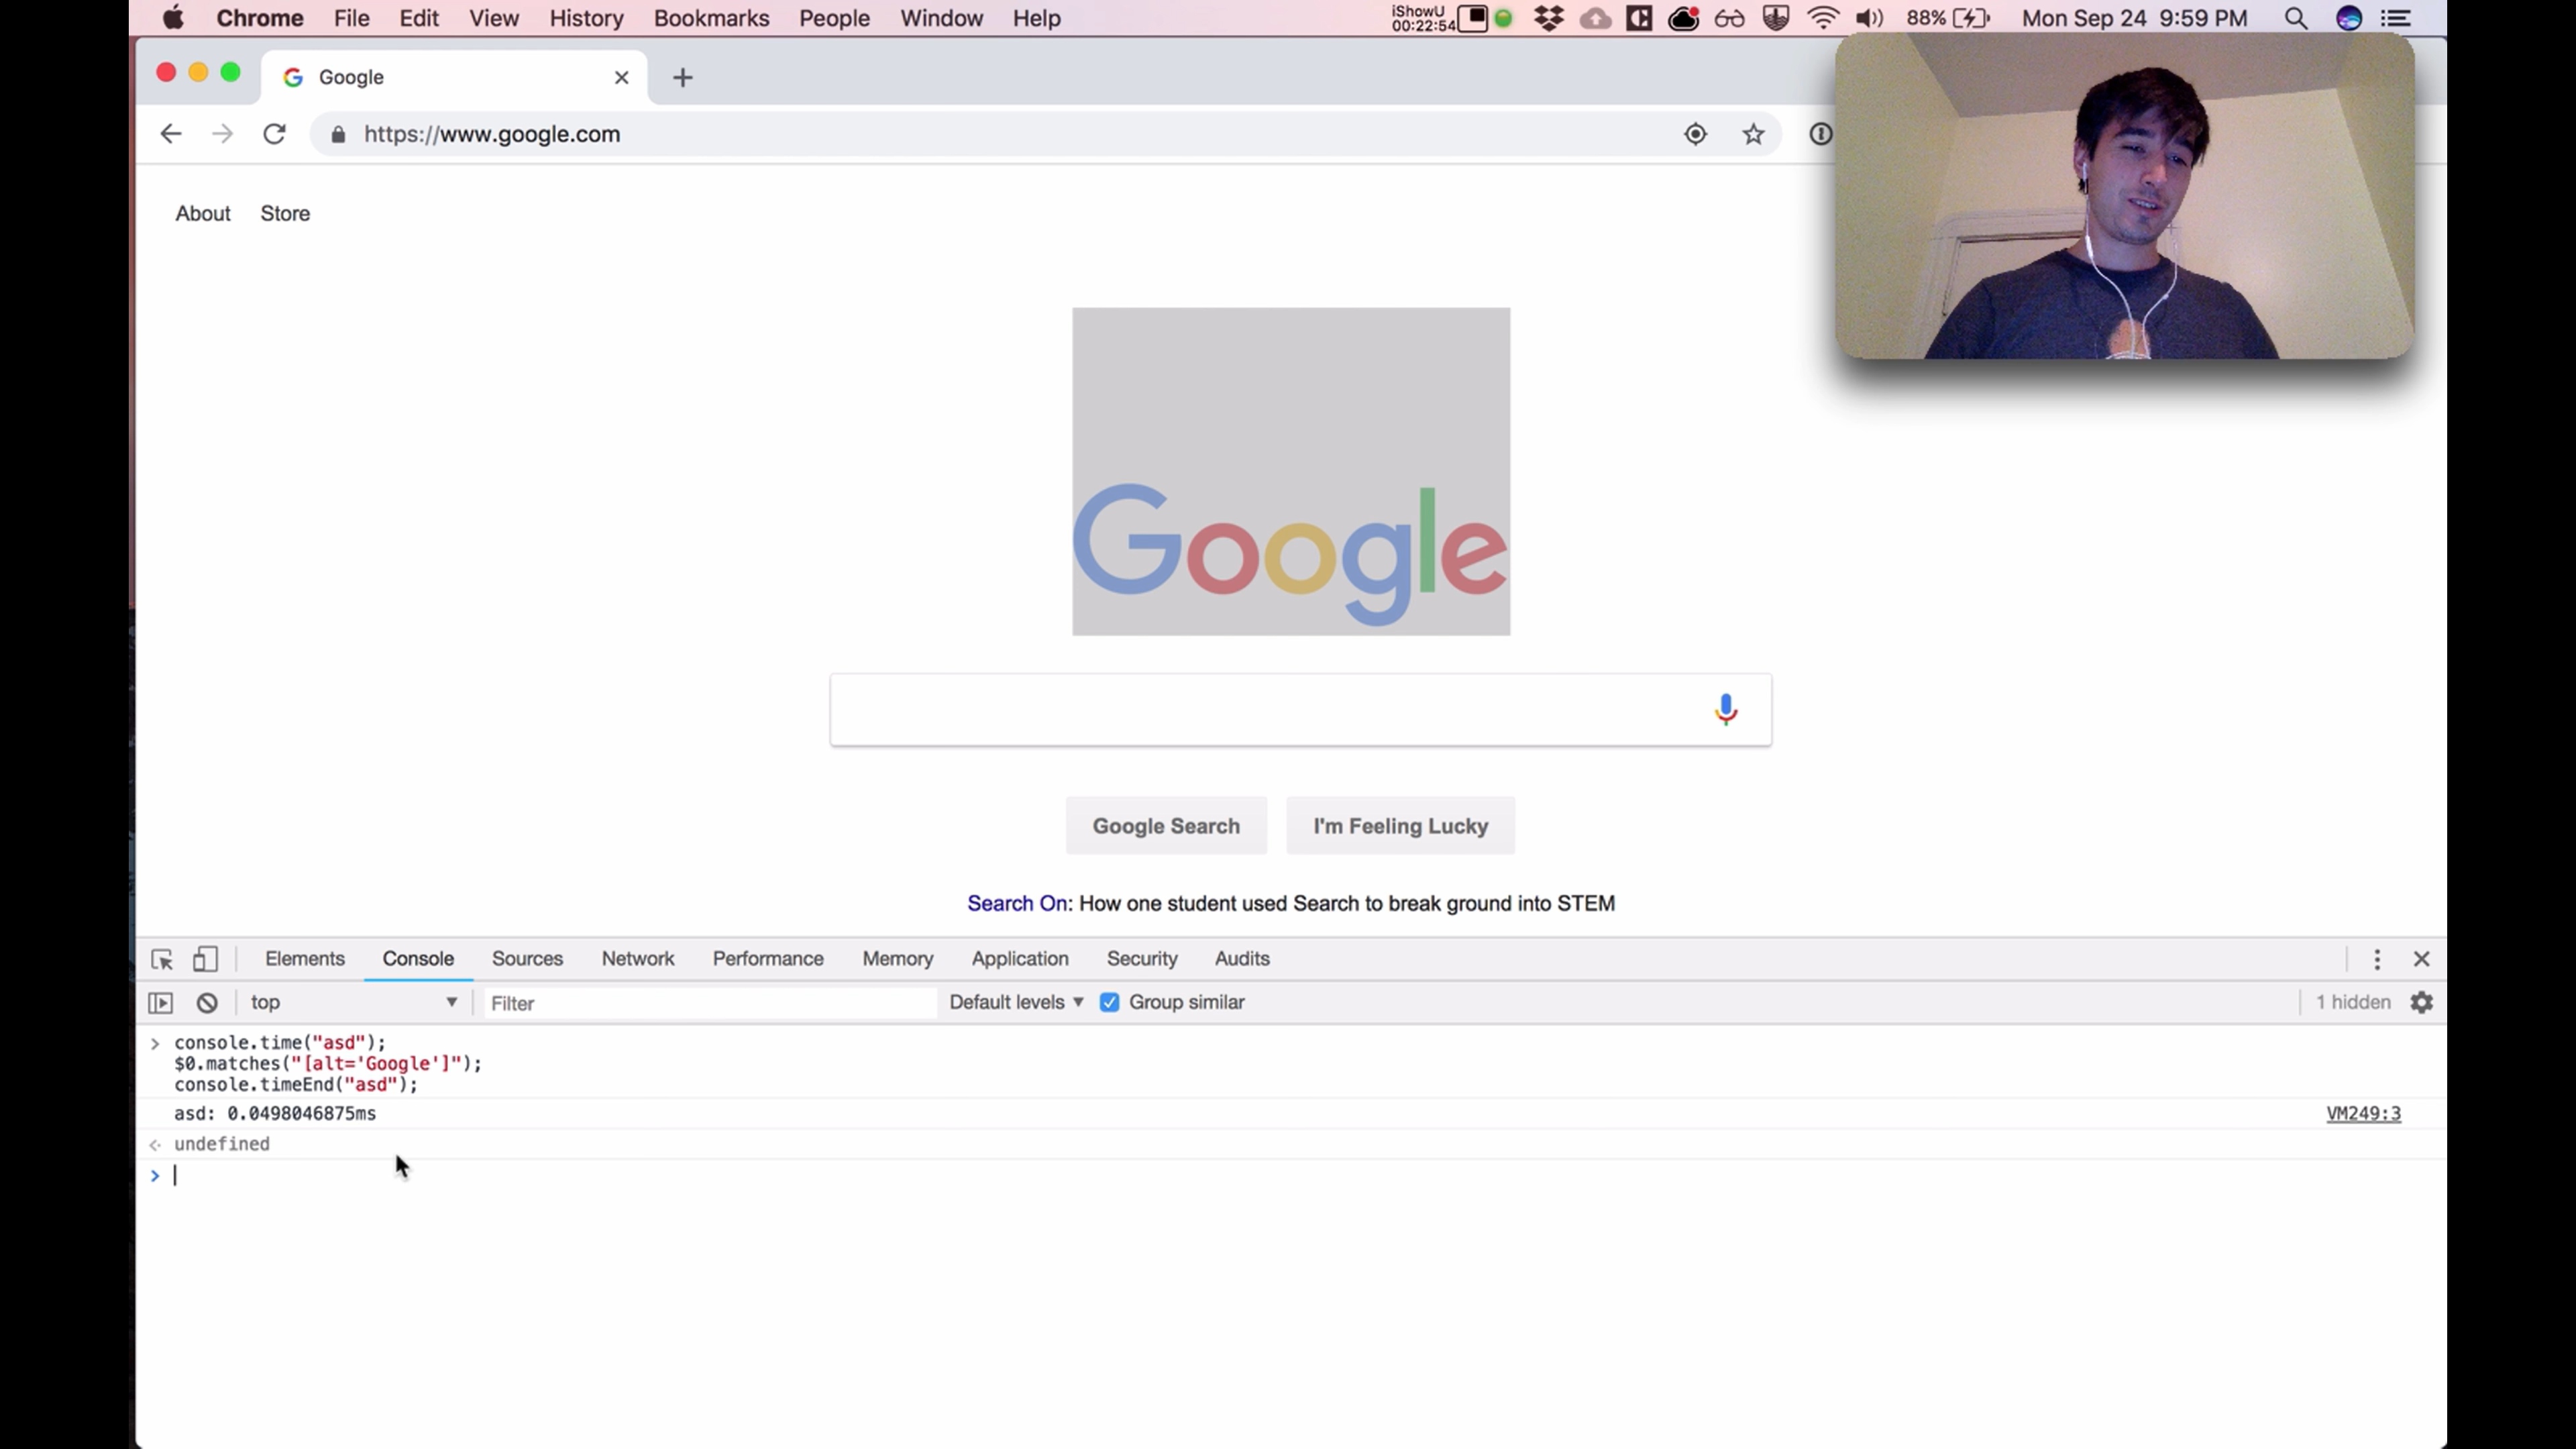 Chrome File Edit View History Bookmarks People Window Help
iShowU
00:22:54
88%
Mon Sep 24 9:59 PM
Google
https://www.google.com
About Store
Google
Google Search I'm Feeling Lucky
Search On: How one student used Search to break ground into STEM
Elements Console Sources Network Performance Memory Application Security Audits
top Filter Default levels Group similar 1 hidden
console.time("asd");
$0.matches("[alt='Google']");
console.timeEnd("asd");
asd: 0.0498046875ms VM249:3
undefined